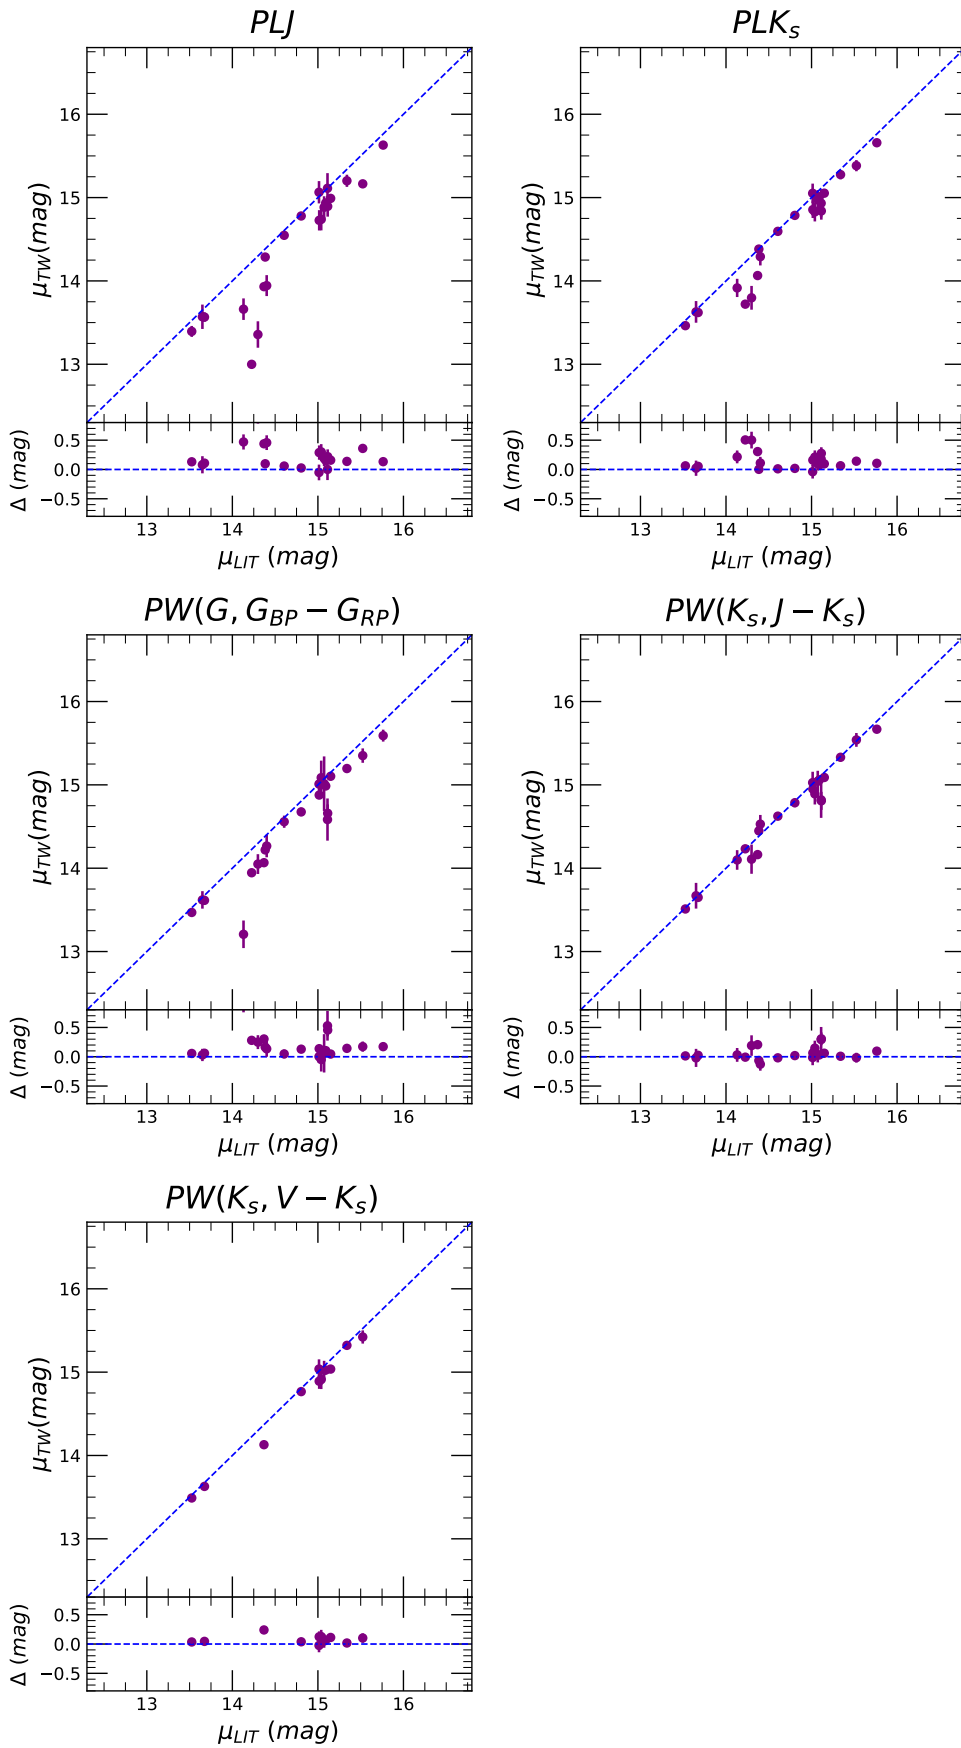 PLJ
PLKₛ
16
15
14
13
μ_TW(mag)
16
15
14
13
μ_TW(mag)
0.5
0.0
−0.5
Δ (mag)
0.5
0.0
−0.5
Δ (mag)
13 14 15 16
13 14 15 16
μ_LIT (mag)
μ_LIT (mag)
PW(G, G_BP − G_RP)
PW(Kₛ, J − Kₛ)
16
15
14
13
μ_TW(mag)
16
15
14
13
μ_TW(mag)
0.5
0.0
−0.5
Δ (mag)
0.5
0.0
−0.5
Δ (mag)
13 14 15 16
13 14 15 16
μ_LIT (mag)
μ_LIT (mag)
PW(Kₛ, V − Kₛ)
16
15
14
13
μ_TW(mag)
0.5
0.0
−0.5
Δ (mag)
13 14 15 16
μ_LIT (mag)